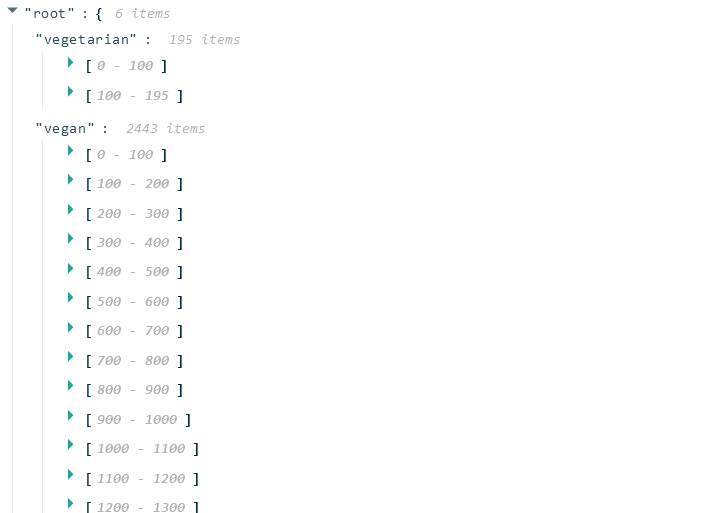 "root" : { 6 items
"vegetarian" : 195 items
[ 0 - 100 ]
[ 100 - 195 ]
"vegan" : 2443 items
[ 0 - 100 ]
[ 100 - 200 ]
[ 200 - 300 ]
[ 300 - 400 ]
[ 400 - 500 ]
[ 500 - 600 ]
[ 600 - 700 ]
[ 700 - 800 ]
[ 800 - 900 ]
[ 900 - 1000 ]
[ 1000 - 1100 ]
[ 1100 - 1200 ]
[ 1200 - 1300 ]